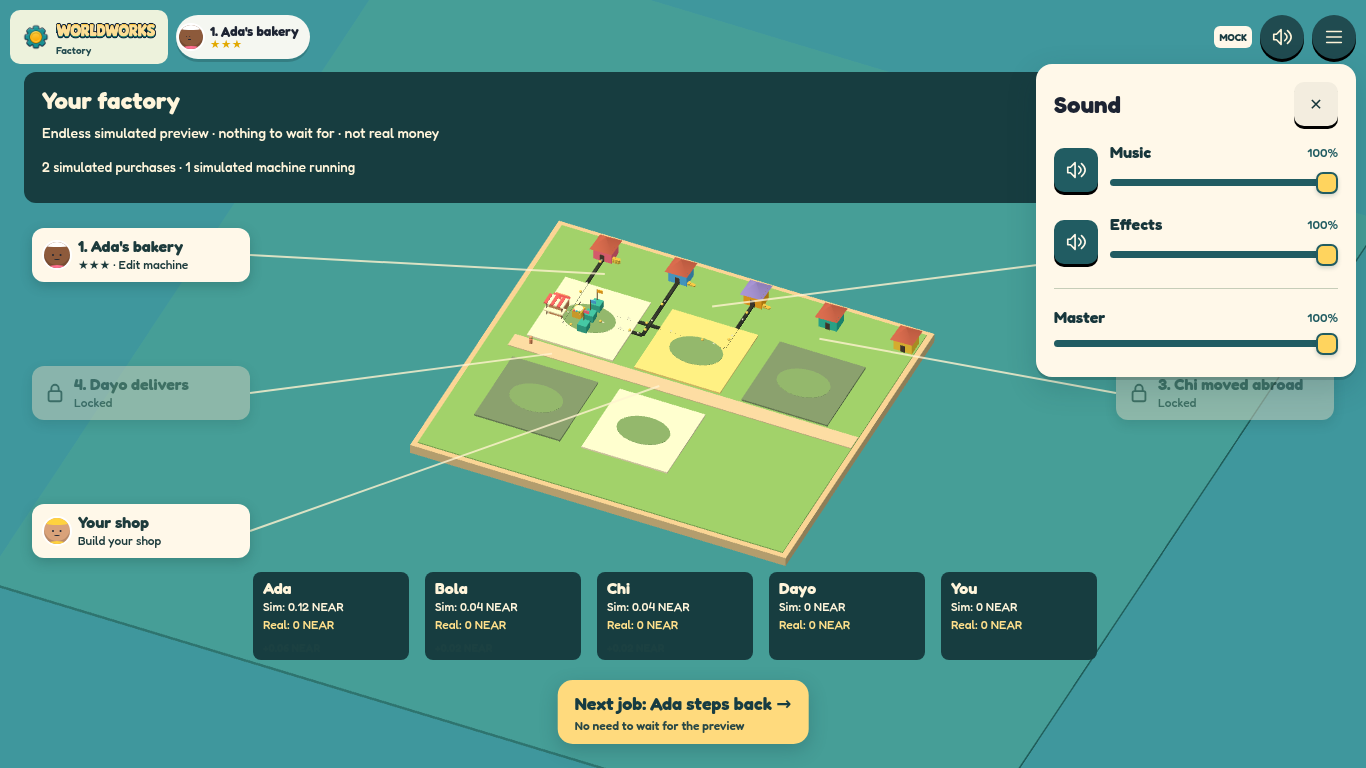 WORLDWORKS
Factory
1. Ada's bakery
★★★
MOCK
Your factory
Endless simulated preview · nothing to wait for · not real money
2 simulated purchases · 1 simulated machine running
Sound
×
Music
100%
Effects
100%
Master
100%
1. Ada's bakery
★★★ · Edit machine
4. Dayo delivers
Locked
3. Chi moved abroad
Locked
Your shop
Build your shop
Ada
Sim: 0.12 NEAR
Real: 0 NEAR
Bola
Sim: 0.04 NEAR
Real: 0 NEAR
Chi
Sim: 0.04 NEAR
Real: 0 NEAR
Dayo
Sim: 0 NEAR
Real: 0 NEAR
You
Sim: 0 NEAR
Real: 0 NEAR
Next job: Ada steps back →
No need to wait for the preview